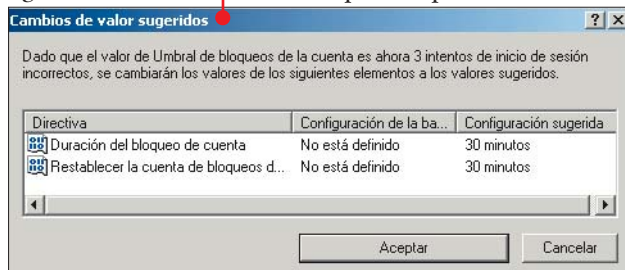 Cambios de valor sugeridos
Dado que el valor de Umbral de bloqueos de la cuenta es ahora 3 intentos de inicio de sesión
incorrectos, se cambiarán los valores de los siguientes elementos a los valores sugeridos.
Directiva Configuración de la ba... Configuración sugerida
Duración del bloqueo de cuenta No está definido 30 minutos
Restablecer la cuenta de bloqueos d... No está definido 30 minutos
Aceptar Cancelar